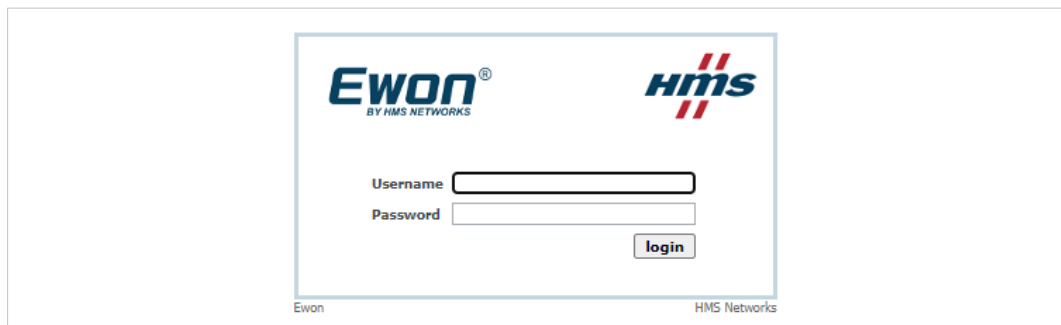 Ewon® hms
BY HMS NETWORKS
Username
Password
login
Ewon HMS Networks